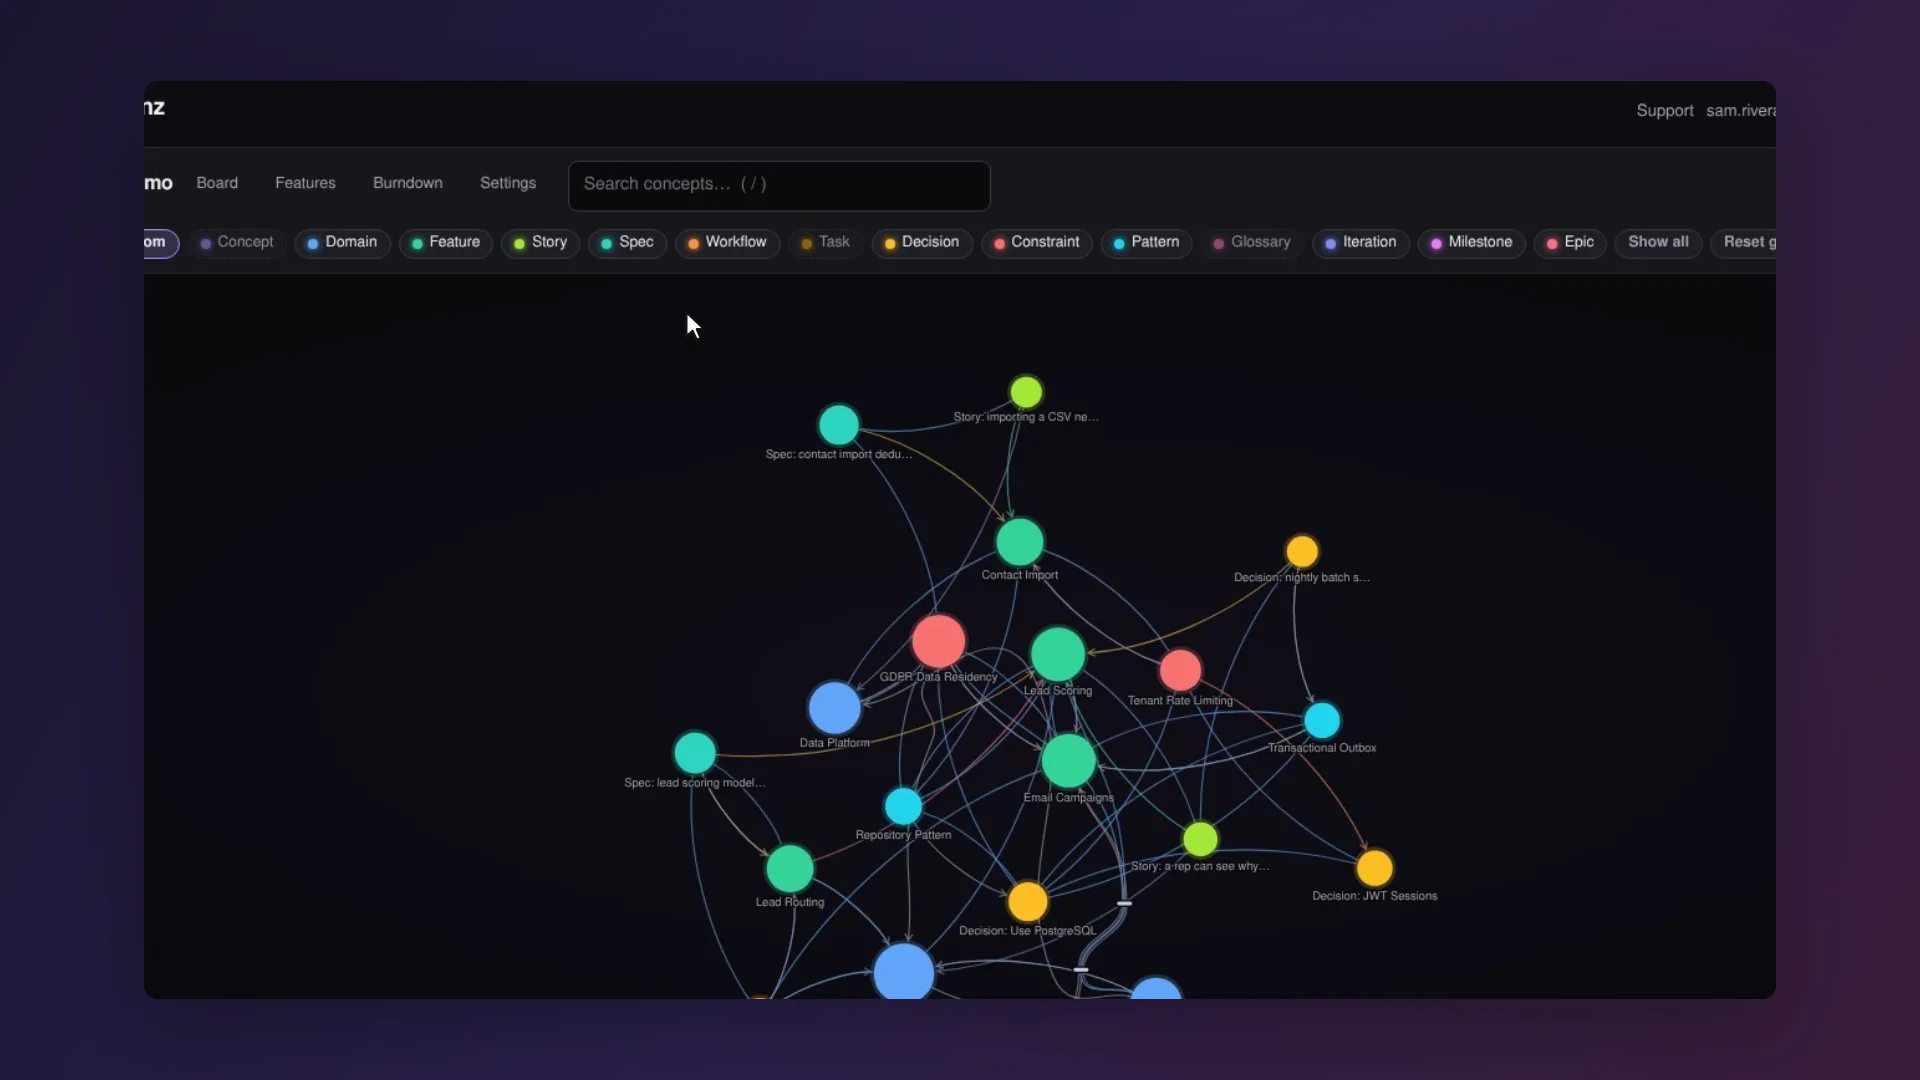 nz
Support sam.rivera
mo Board Features Burndown Settings Search concepts… ( / )
om Concept Domain Feature Story Spec Workflow Task Decision Constraint Pattern Glossary Iteration Milestone Epic Show all Reset g
Story: importing a CSV ne…
Spec: contact import dedu…
Contact Import
Decision: nightly batch s…
GDPR Data Residency
Lead Scoring
Tenant Rate Limiting
Data Platform
Transactional Outbox
Spec: lead scoring model…
Email Campaigns
Repository Pattern
Story: a rep can see why…
Lead Routing
Decision: JWT Sessions
Decision: Use PostgreSQL